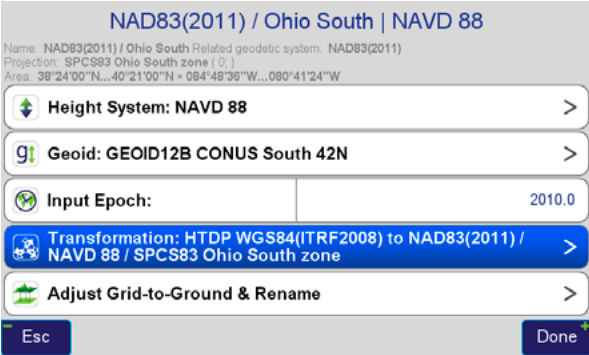 NAD83(2011) / Ohio South | NAVD 88
Name: NAD83(2011) / Ohio South Related geodetic system: NAD83(2011)
Projection: SPCS83 Ohio South zone ( 0; )
Area: 38°24'00"N...40°21'00"N × 084°48'36"W...080°41'24"W
Height System: NAVD 88 >
g Geoid: GEOID12B CONUS South 42N >
Input Epoch: 2010.0
Transformation: HTDP WGS84(ITRF2008) to NAD83(2011) / >
NAVD 88 / SPCS83 Ohio South zone
Adjust Grid-to-Ground & Rename >
- Esc Done +